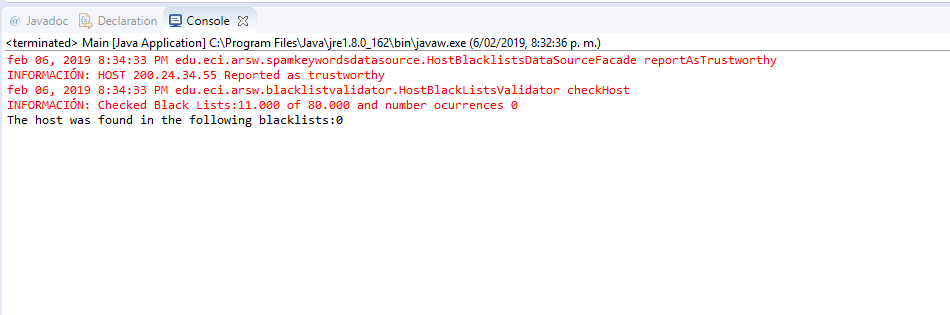 @ Javadoc Declaration Console
<terminated> Main [Java Application] C:\Program Files\Java\jre1.8.0_162\bin\javaw.exe (6/02/2019, 8:32:36 p. m.)
feb 06, 2019 8:34:33 PM edu.eci.arsw.spamkeywordsdatasource.HostBlacklistsDataSourceFacade reportAsTrustworthy
INFORMACIÓN: HOST 200.24.34.55 Reported as trustworthy
feb 06, 2019 8:34:33 PM edu.eci.arsw.blacklistvalidator.HostBlackListsValidator checkHost
INFORMACIÓN: Checked Black Lists:11.000 of 80.000 and number ocurrences 0
The host was found in the following blacklists:0